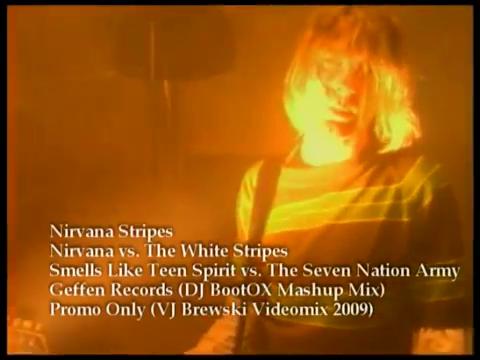 Nirvana Stripes
Nirvana vs. The White Stripes
Smells Like Teen Spirit vs. The Seven Nation Army
Geffen Records (DJ BootOX Mashup Mix)
Promo Only (VJ Brewski Videomix 2009)